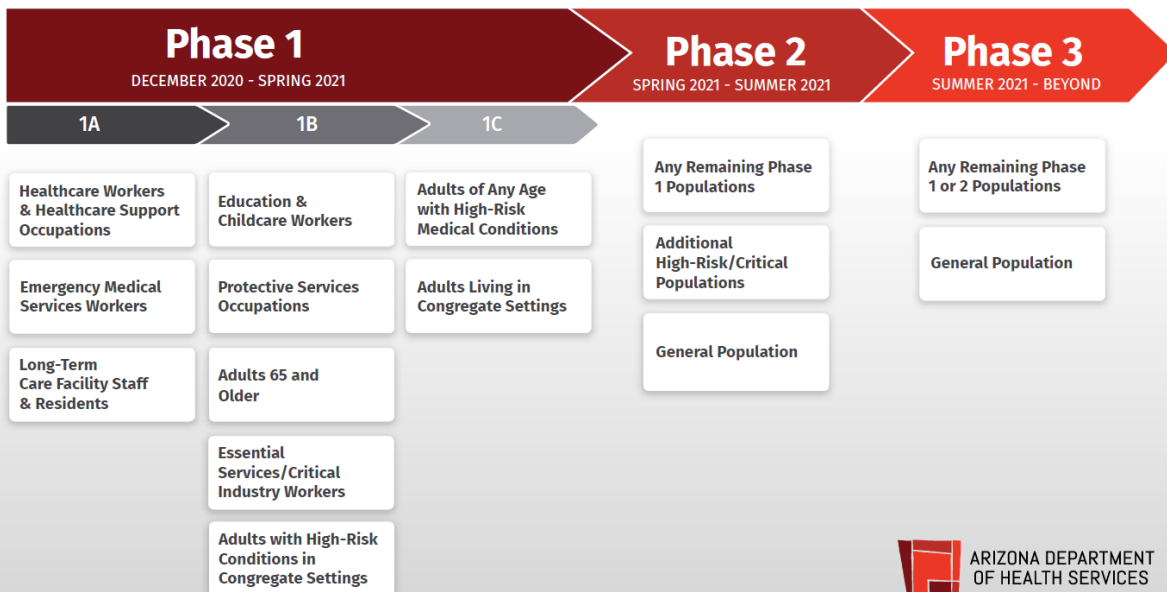 Phase 1
DECEMBER 2020 - SPRING 2021
Phase 2
SPRING 2021 - SUMMER 2021
Phase 3
SUMMER 2021 - BEYOND
1A
1B
1C
Healthcare Workers
& Healthcare Support
Occupations
Emergency Medical
Services Workers
Long-Term
Care Facility Staff
& Residents
Education &
Childcare Workers
Protective Services
Occupations
Adults 65 and
Older
Essential
Services/Critical
Industry Workers
Adults with High-Risk
Conditions in
Congregate Settings
Adults of Any Age
with High-Risk
Medical Conditions
Adults Living in
Congregate Settings
Any Remaining Phase
1 Populations
Additional
High-Risk/Critical
Populations
General Population
Any Remaining Phase
1 or 2 Populations
General Population
ARIZONA DEPARTMENT
OF HEALTH SERVICES